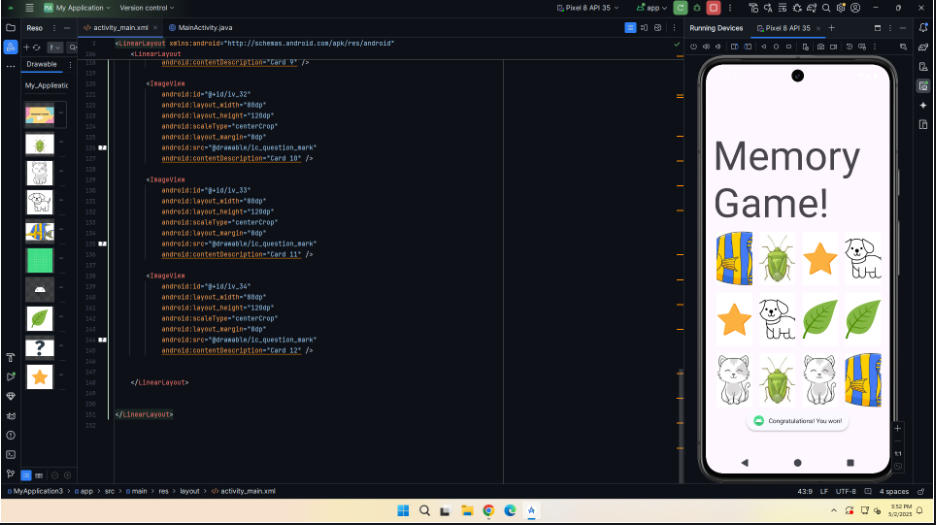 My Application
Version control
Pixel 8 API 35
app
Reso
activity_main.xml
MainActivity.java
Running Devices
Pixel 8 API 35
Drawable
My_Applicatic
<LinearLayout xmlns:android="http://schemas.android.com/apk/res/android"
<LinearLayout
android:contentDescription="Card 9" />
<ImageView
android:id="@+id/iv_32"
android:layout_width="80dp"
android:layout_height="120dp"
android:scaleType="centerCrop"
android:layout_margin="8dp"
android:src="@drawable/ic_question_mark"
android:contentDescription="Card 10" />
<ImageView
android:id="@+id/iv_33"
android:layout_width="80dp"
android:layout_height="120dp"
android:scaleType="centerCrop"
android:layout_margin="8dp"
android:src="@drawable/ic_question_mark"
android:contentDescription="Card 11" />
<ImageView
android:id="@+id/iv_34"
android:layout_width="80dp"
android:layout_height="120dp"
android:scaleType="centerCrop"
android:layout_margin="8dp"
android:src="@drawable/ic_question_mark"
android:contentDescription="Card 12" />
</LinearLayout>
</LinearLayout>
Memory
Game!
Congratulations! You won!
1:1
MyApplication3 > app > src > main > res > layout > activity_main.xml
43:9 LF UTF-8 4 spaces
3:52 PM
5/2/2025